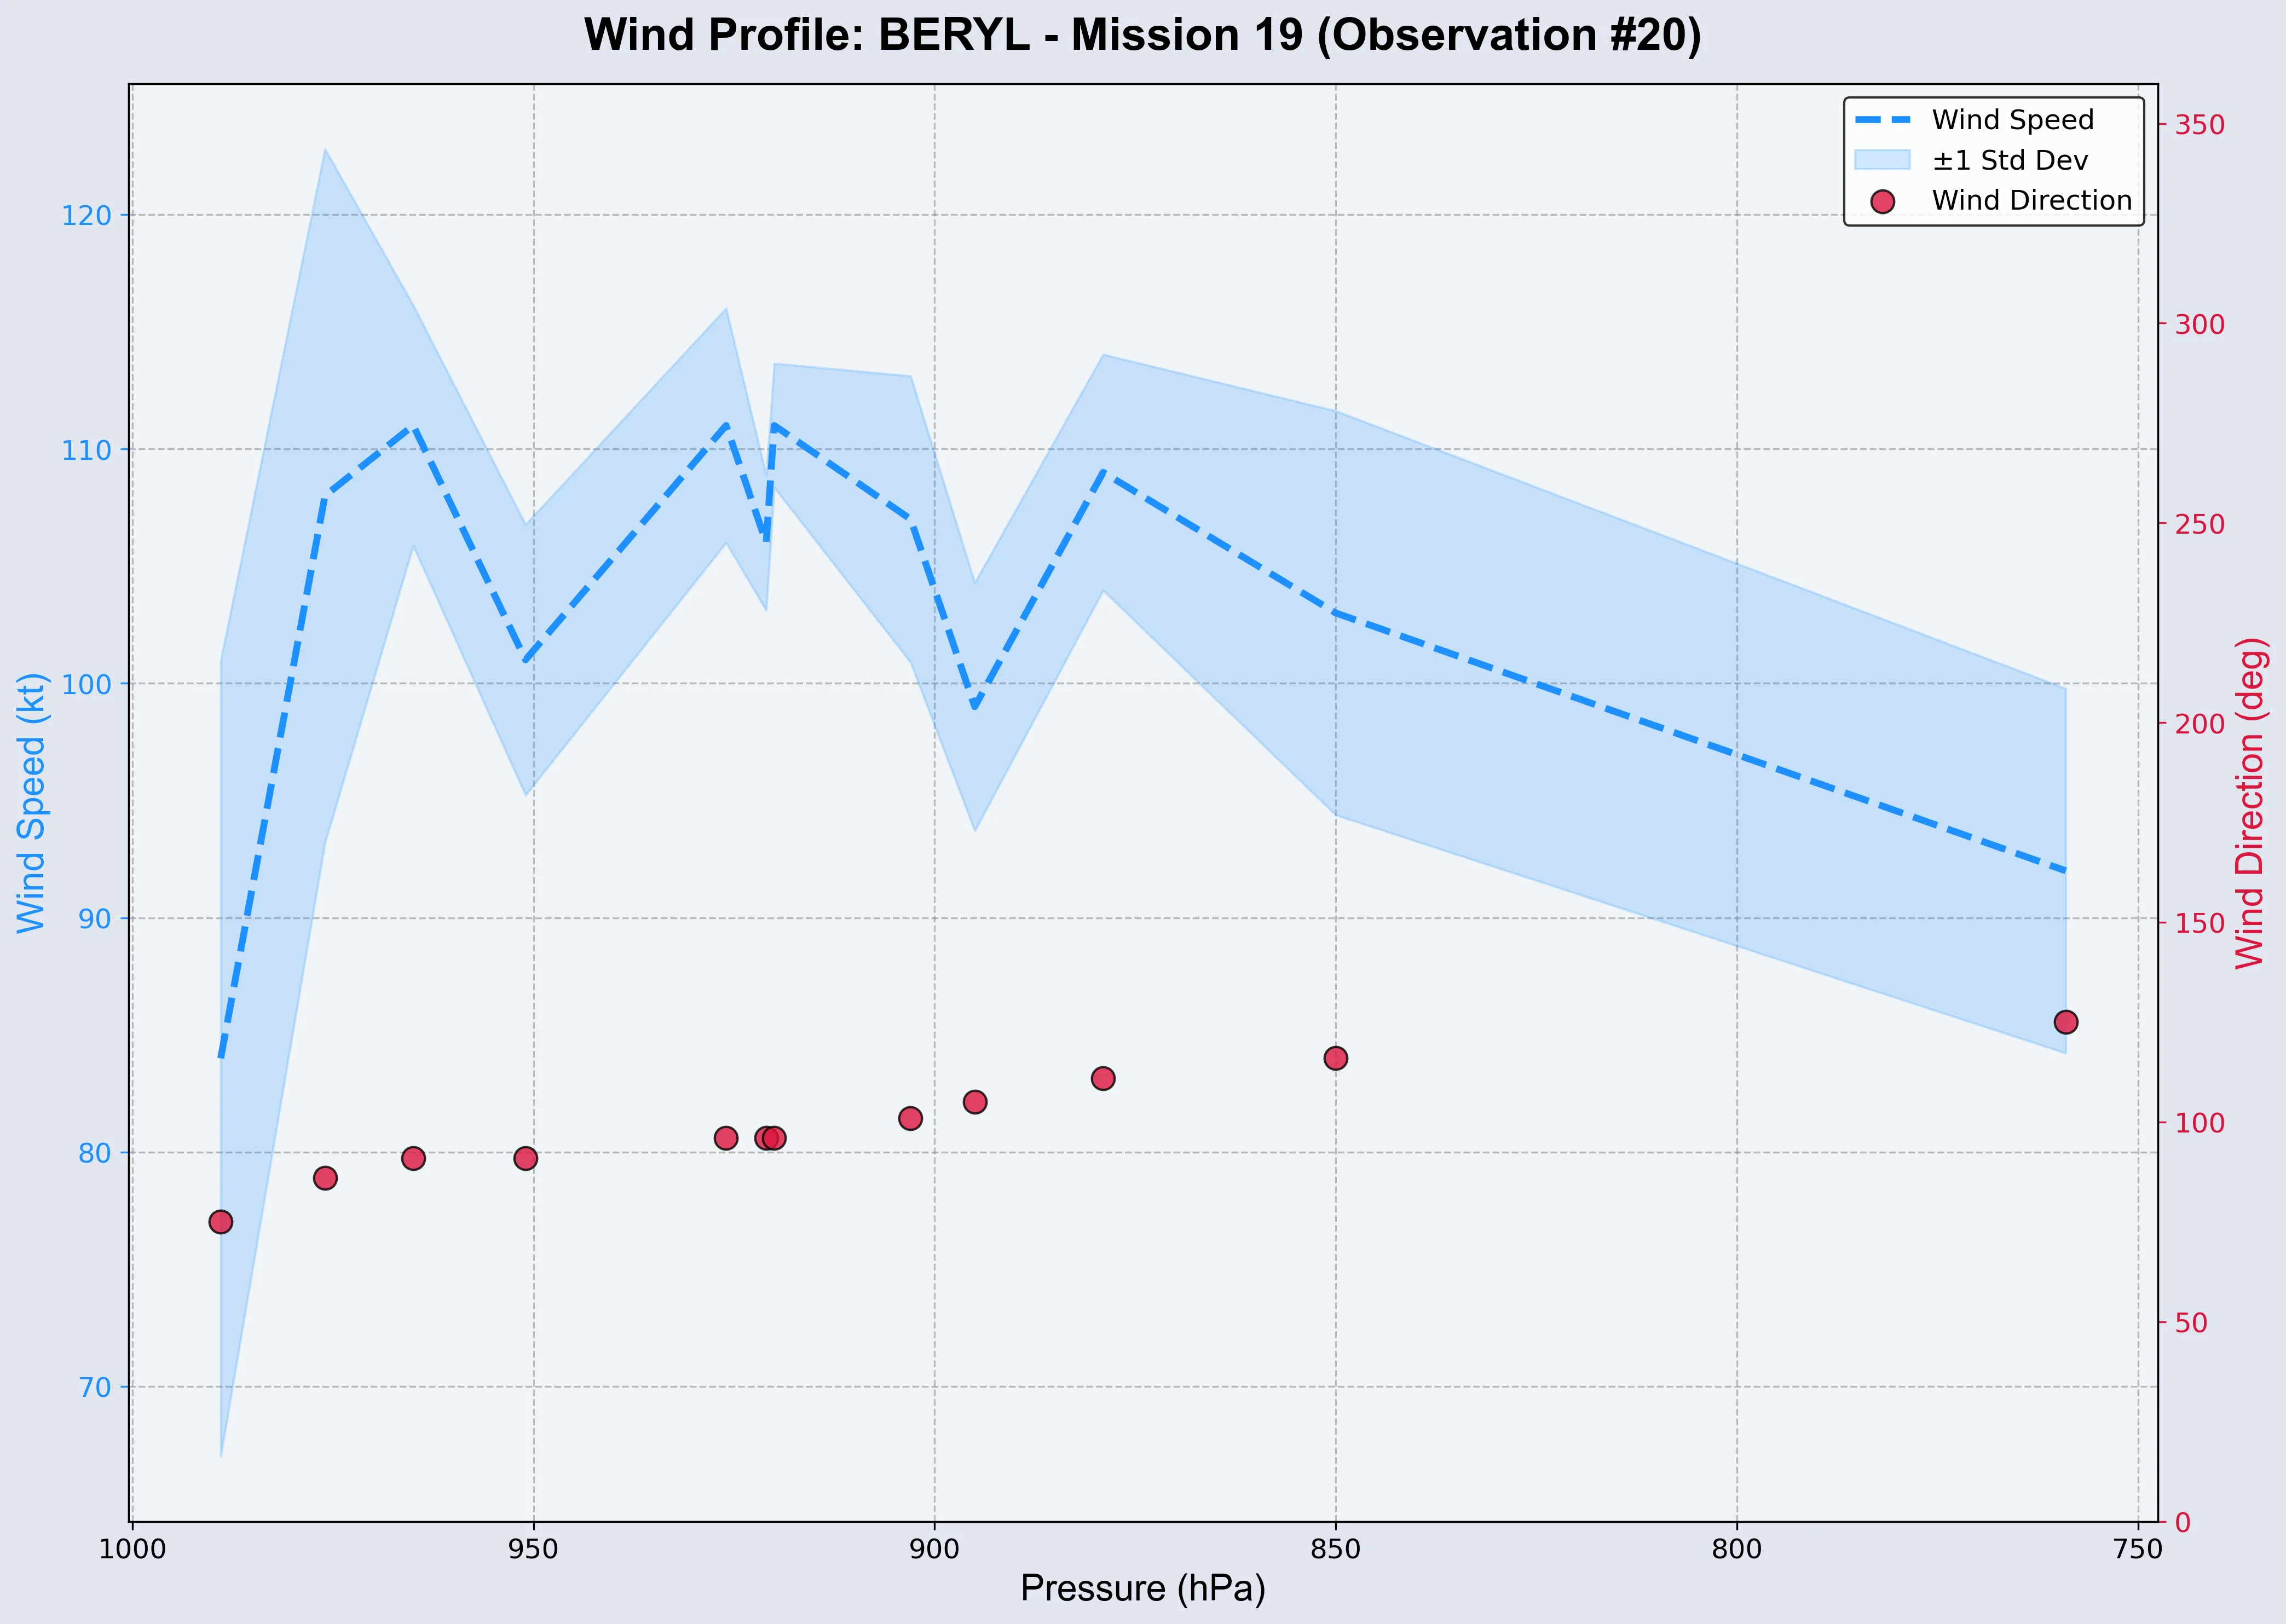 Wind Profile: BERYL - Mission 19 (Observation #20)
Wind Speed
±1 Std Dev
Wind Direction
Wind Speed (kt)
120
110
100
90
80
70
350
300
250
200
150
100
50
0
Wind Direction (deg)
1000
950
900
850
800
750
Pressure (hPa)